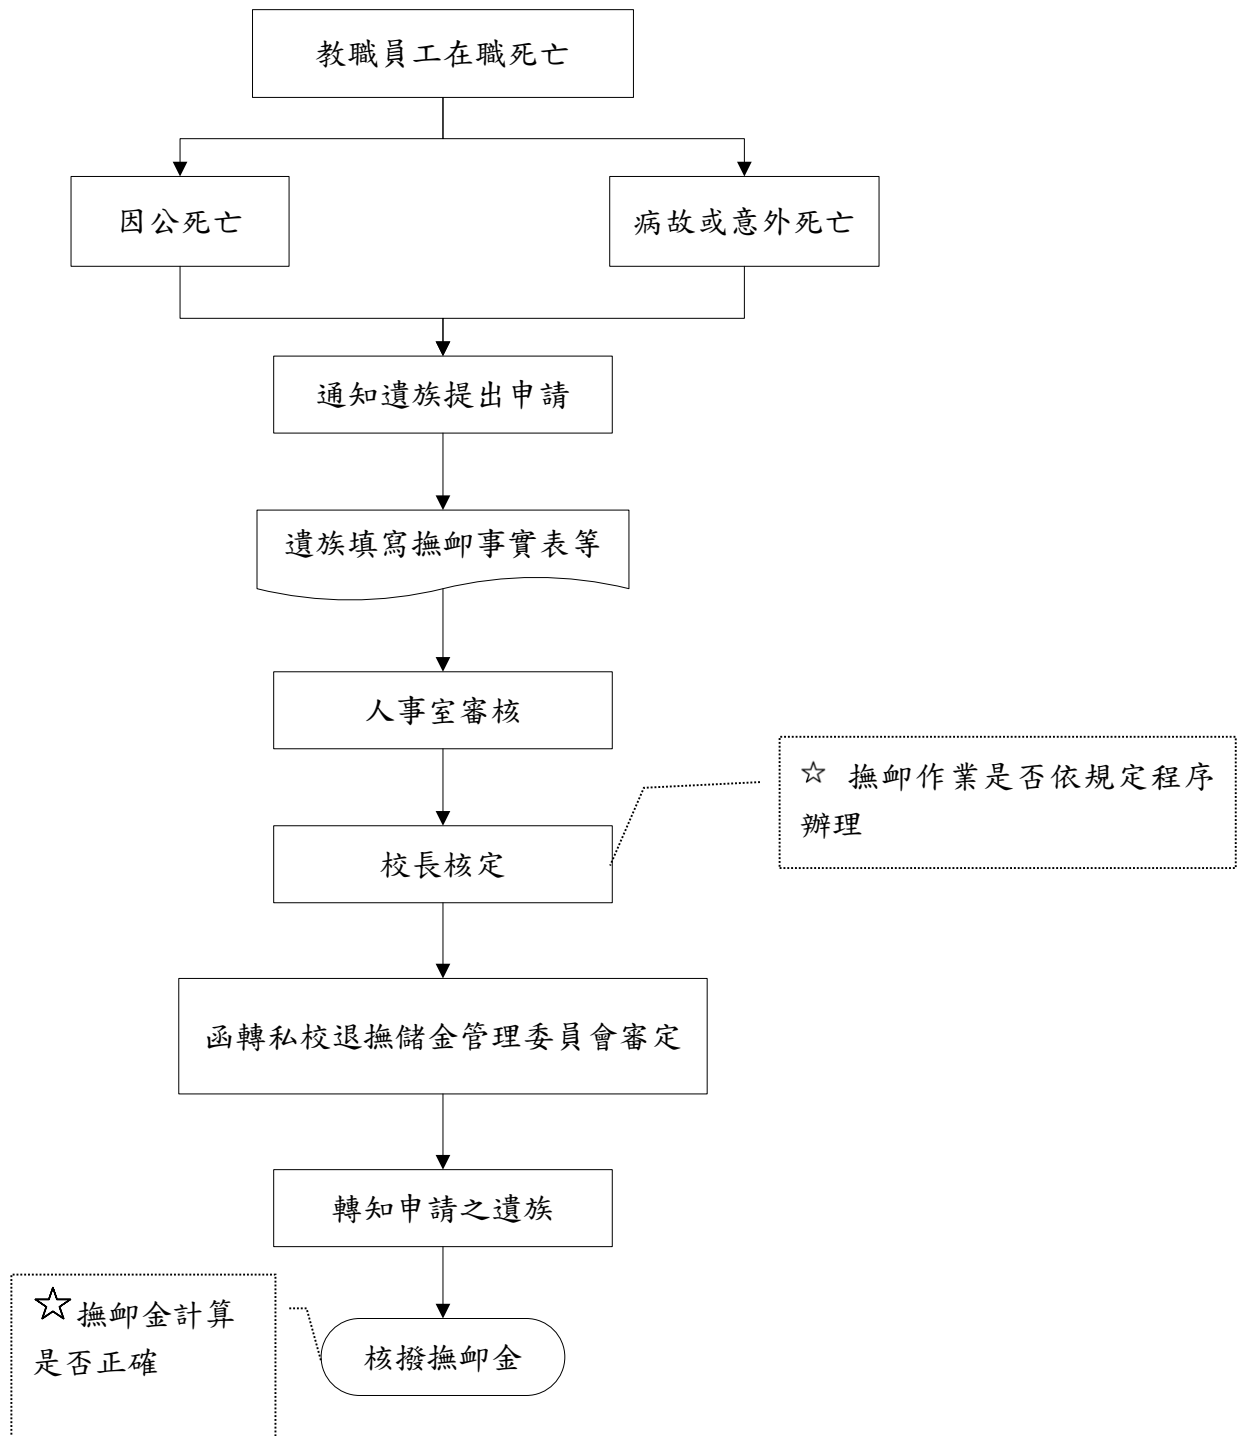 教職員工在職死亡
因公死亡
病故或意外死亡
通知遺族提出申請
遺族填寫撫卹事實表等
人事室審核
☆ 撫卹作業是否依規定程序
辦理
校長核定
函轉私校退撫儲金管理委員會審定
轉知申請之遺族
☆撫卹金計算
是否正確
核撥撫卹金